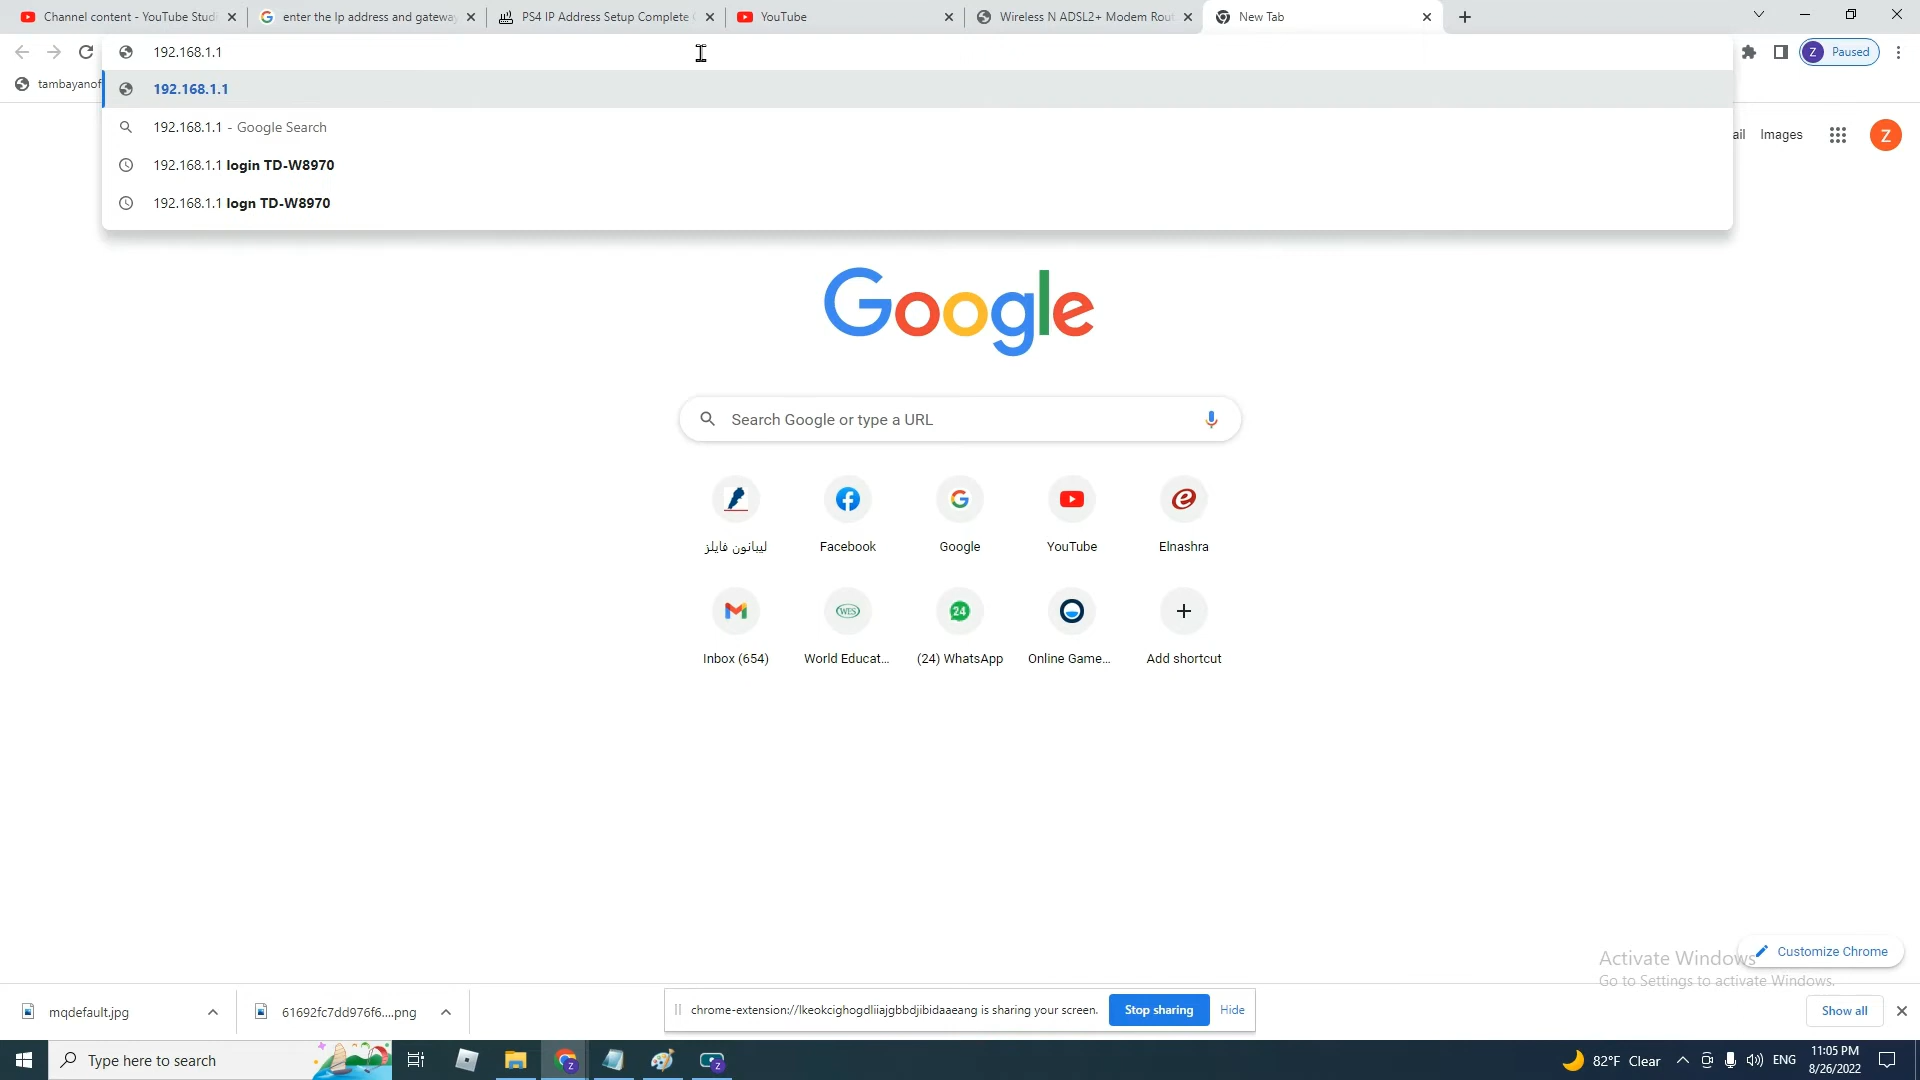 Channel content - YouTube Studi
enter the Ip address and gateway
PS4 IP Address Setup Complete
YouTube
Wireless N ADSL2+ Modem Rout
New Tab
192.168.1.1
Z Paused
tambayanof
192.168.1.1
192.168.1.1 - Google Search
192.168.1.1 login TD-W8970
192.168.1.1 logn TD-W8970
ail Images Z
Google
Search Google or type a URL
ليبانون فايلز
Facebook
Google
YouTube
Elnashra
WES
24
Inbox (654)
World Educat...
(24) WhatsApp
Online Game...
Add shortcut
Activate Windows
Go to Settings to activate Windows.
Customize Chrome
mqdefault.jpg
61692fc7dd976f6....png
chrome-extension://lkeokcighogdliiajgbbdjibidaaeang is sharing your screen.
Stop sharing
Hide
Show all
Type here to search
82°F Clear
ENG
11:05 PM
8/26/2022